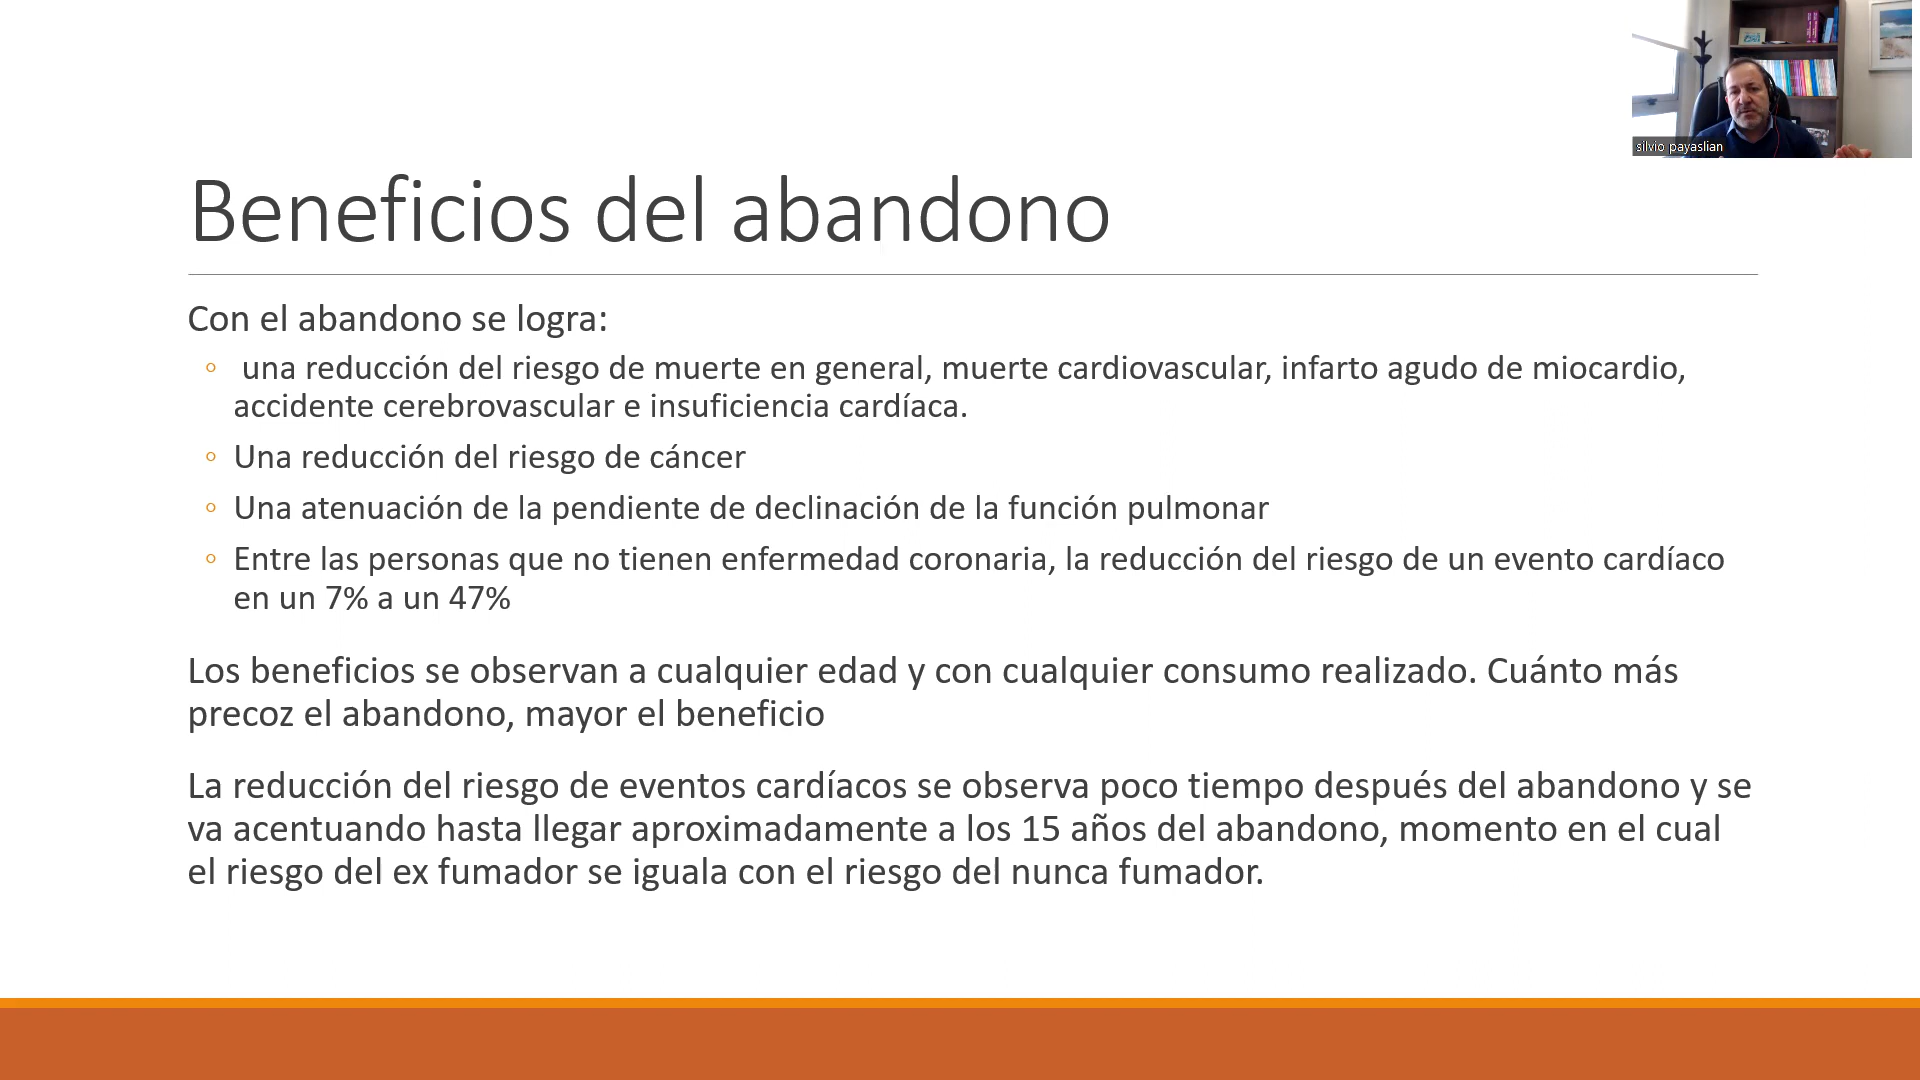 silvio payaslian
Beneficios del abandono
Con el abandono se logra:
◦ una reducción del riesgo de muerte en general, muerte cardiovascular, infarto agudo de miocardio,
accidente cerebrovascular e insuficiencia cardíaca.
◦ Una reducción del riesgo de cáncer
◦ Una atenuación de la pendiente de declinación de la función pulmonar
◦ Entre las personas que no tienen enfermedad coronaria, la reducción del riesgo de un evento cardíaco
en un 7% a un 47%
Los beneficios se observan a cualquier edad y con cualquier consumo realizado. Cuánto más
precoz el abandono, mayor el beneficio
La reducción del riesgo de eventos cardíacos se observa poco tiempo después del abandono y se
va acentuando hasta llegar aproximadamente a los 15 años del abandono, momento en el cual
el riesgo del ex fumador se iguala con el riesgo del nunca fumador.